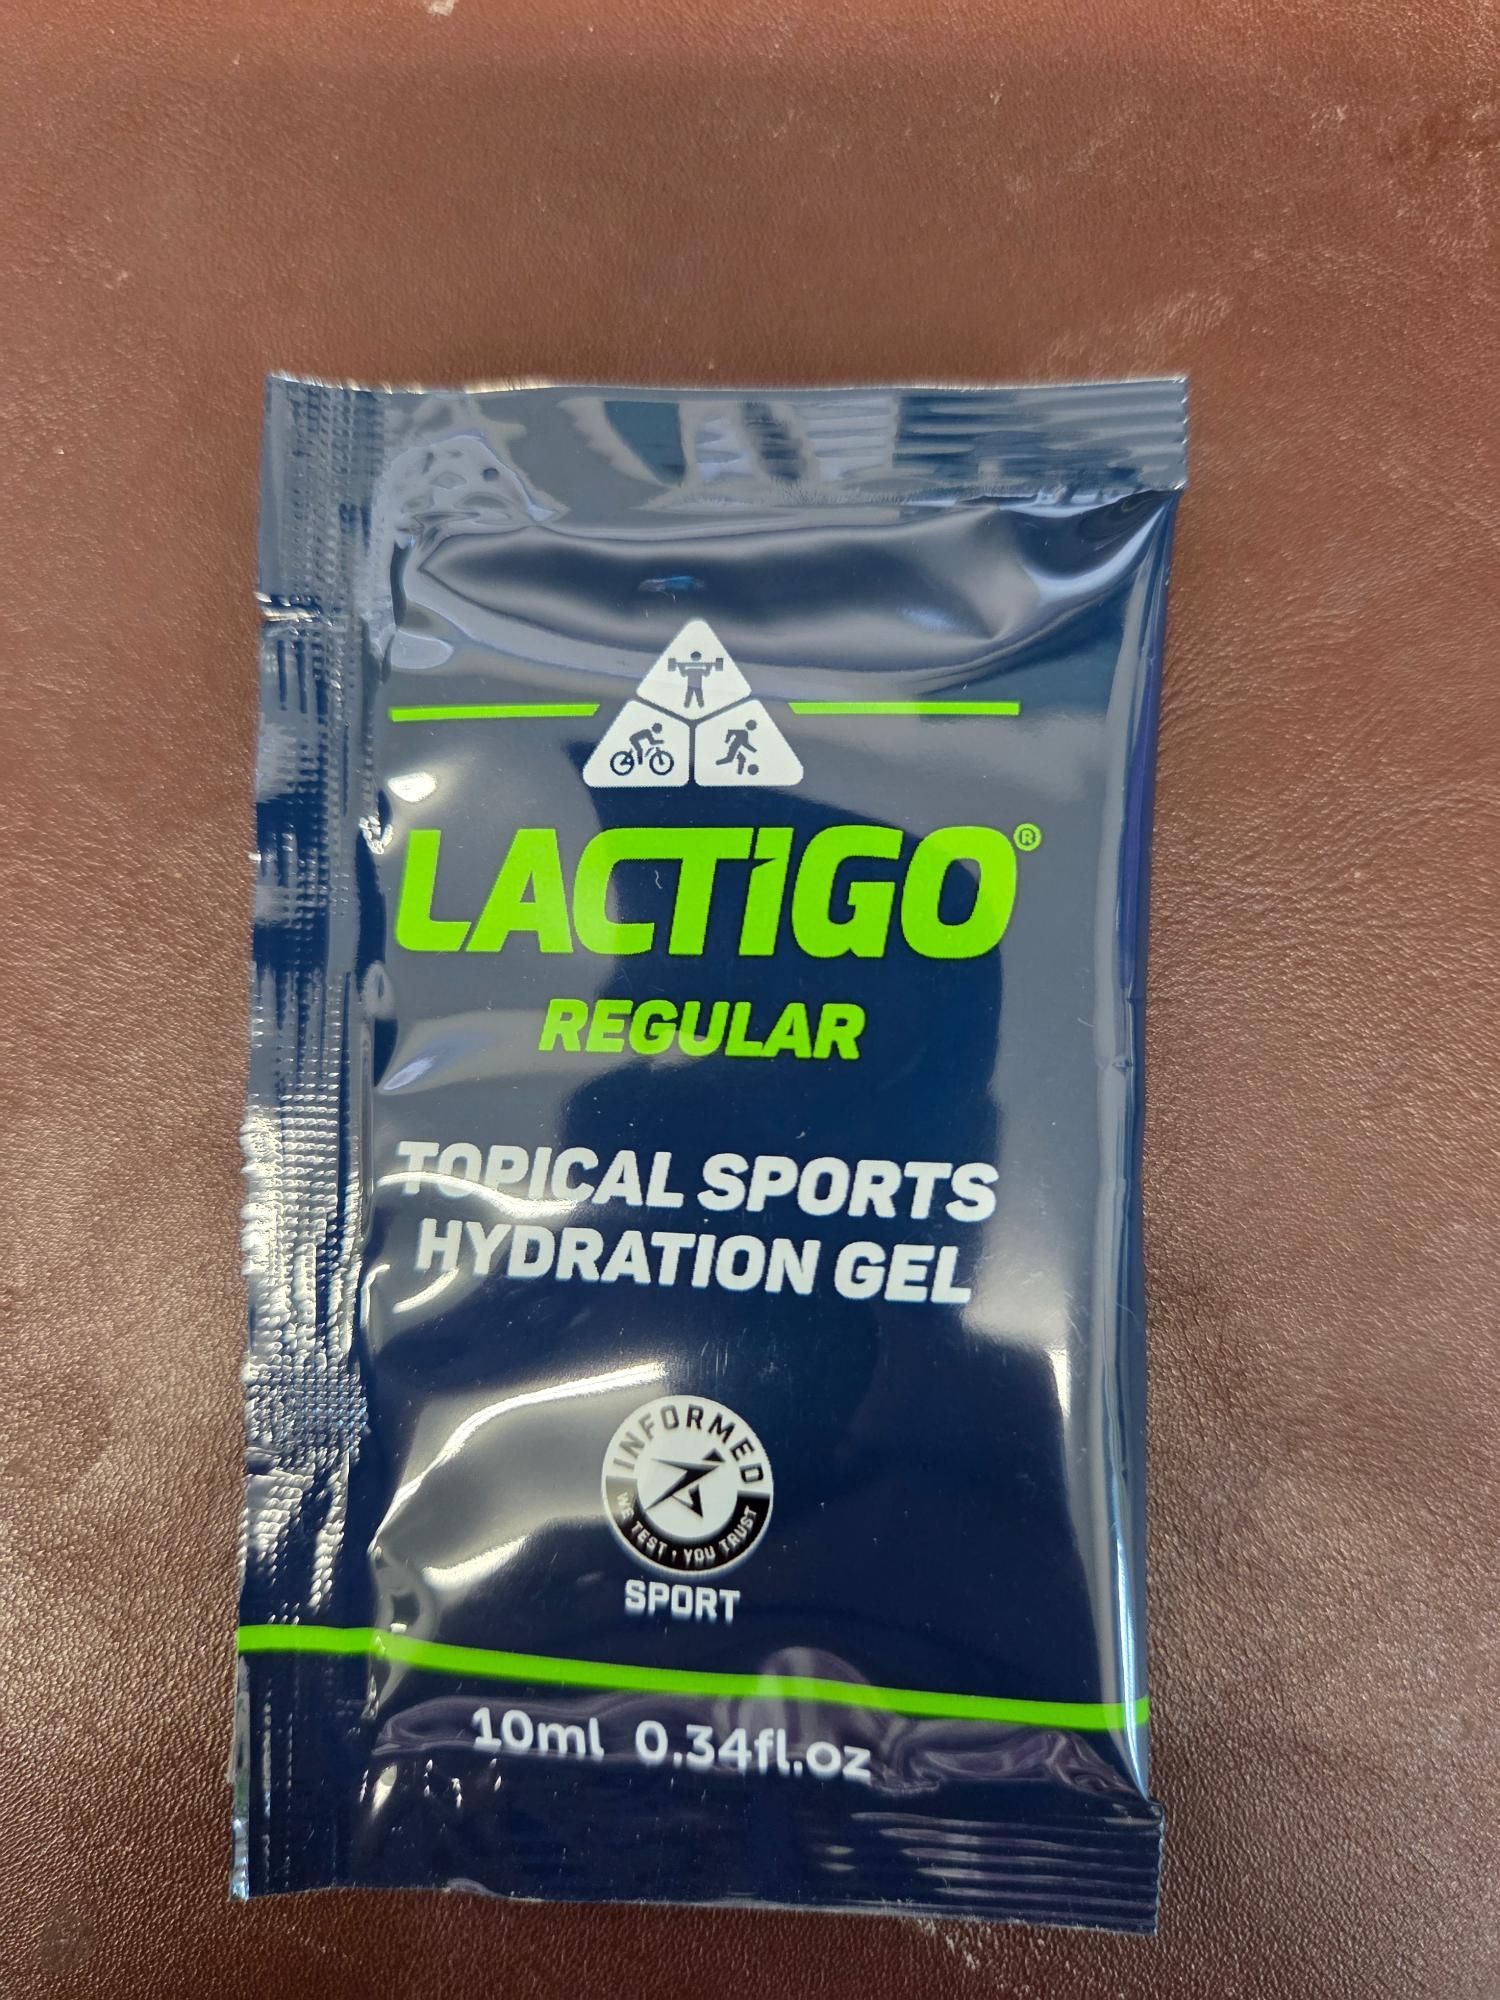 LACTIGO®
REGULAR
TOPICAL SPORTS
HYDRATION GEL
INFORMED
WE TEST • YOU TRUST
SPORT
10ml 0.34fl.oz